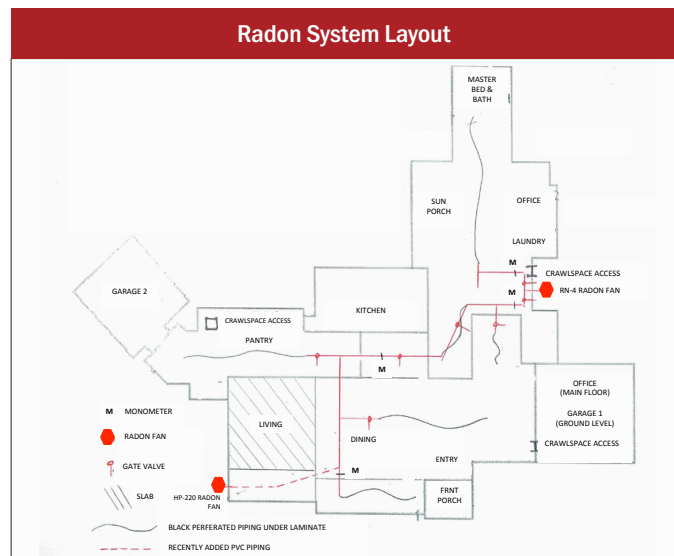 Radon System Layout
MASTER
BED &
BATH
SUN
PORCH
OFFICE
LAUNDRY
M
CRAWLSPACE ACCESS
RN-4 RADON FAN
M
GARAGE 2
KITCHEN
CRAWLSPACE ACCESS
PANTRY
M
OFFICE
(MAIN FLOOR)
GARAGE 1
(GROUND LEVEL)
CRAWLSPACE ACCESS
LIVING
DINING
ENTRY
M
FRNT
PORCH
M MONOMETER
RADON FAN
GATE VALVE
SLAB
HP-220 RADON
FAN
BLACK PERFERATED PIPING UNDER LAMINATE
RECENTLY ADDED PVC PIPING